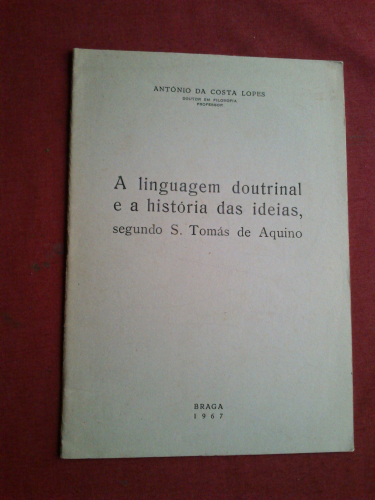 ANTÓNIO DA COSTA LOPES
DOUTOR EM FILOSOFIA
PROFESSOR
A linguagem doutrinal
e a história das ideias,
segundo S. Tomás de Aquino
BRAGA
1967